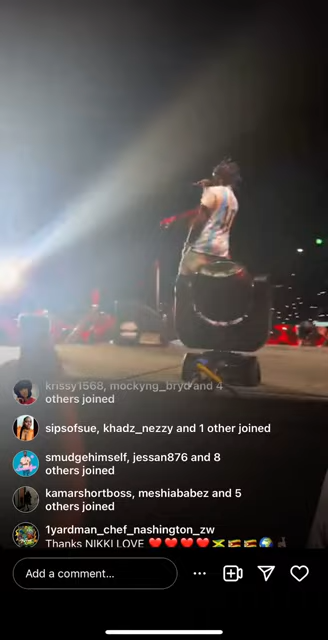 krissy1568, mockyng_bryd and 4
others joined
sipsofsue, khadz_nezzy and 1 other joined
smudgehimself, jessan876 and 8
others joined
kamarshortboss, meshiababez and 5
others joined
1yardman_chef_nashington_zw
Thanks NIKKI LOVE ❤️❤️❤️❤️🇯🇲🇿🇼🇿🇼🌍
Add a comment...